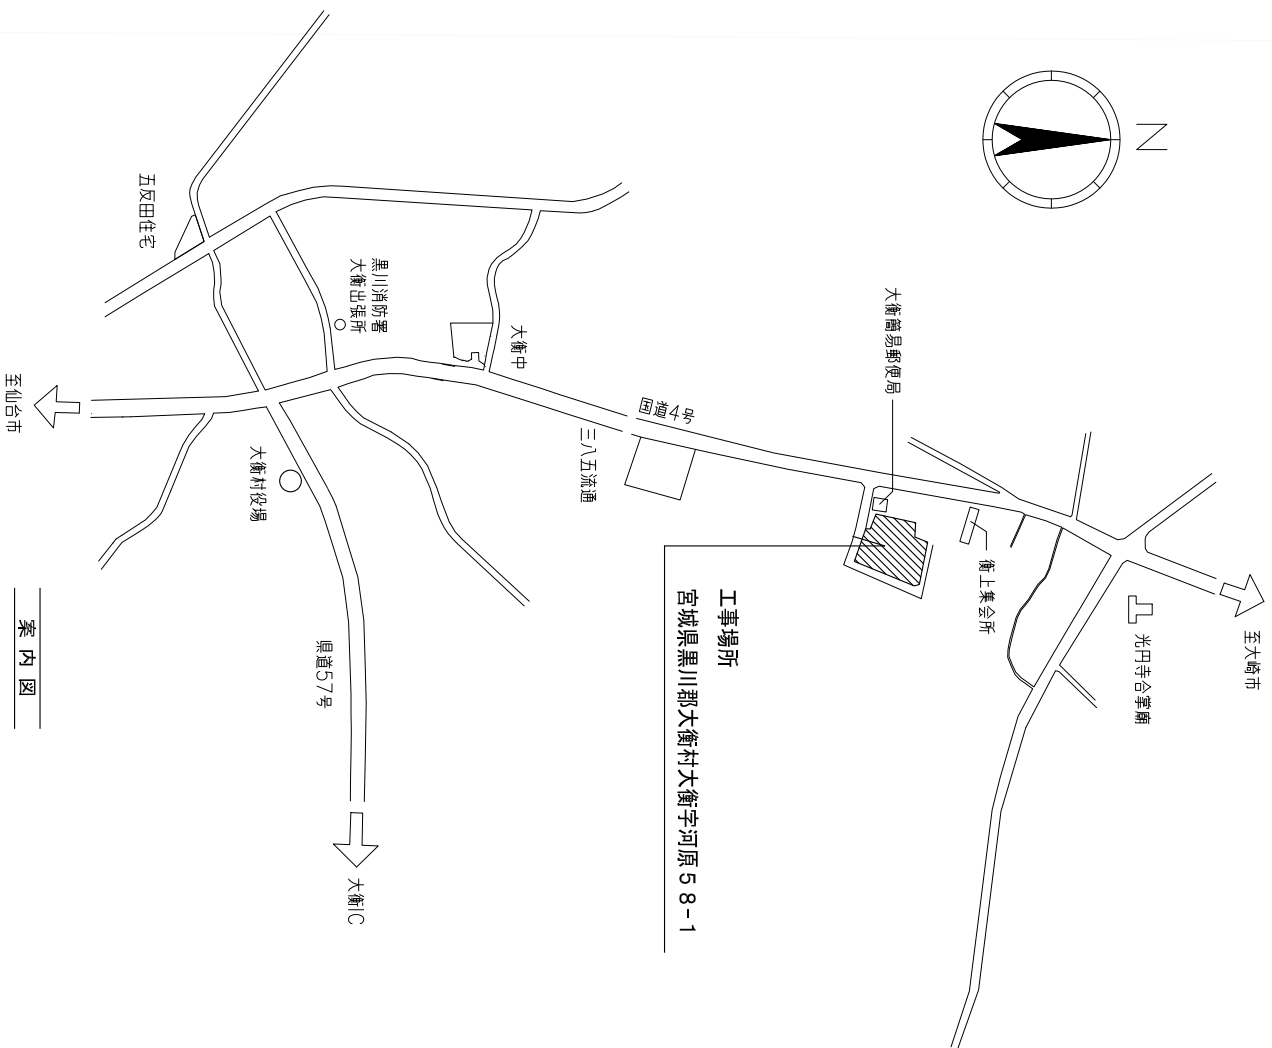 N
至大崎市
光円寺合掌廟
衡上集会所
大衡簡易郵便局
工事場所
宮城県黒川郡大衡村大衡字河原58-1
国道4号
三八五流通
大衡中
黒川消防署
大衡出張所
大衡IC
県道57号
大衡村役場
五反田住宅
至仙台市
案内図